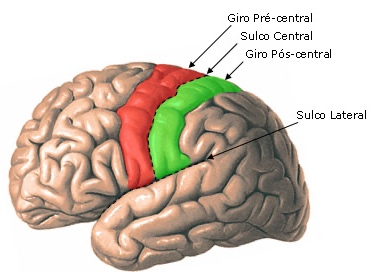 Giro Pré-central
Sulco Central
Giro Pós-central
Sulco Lateral